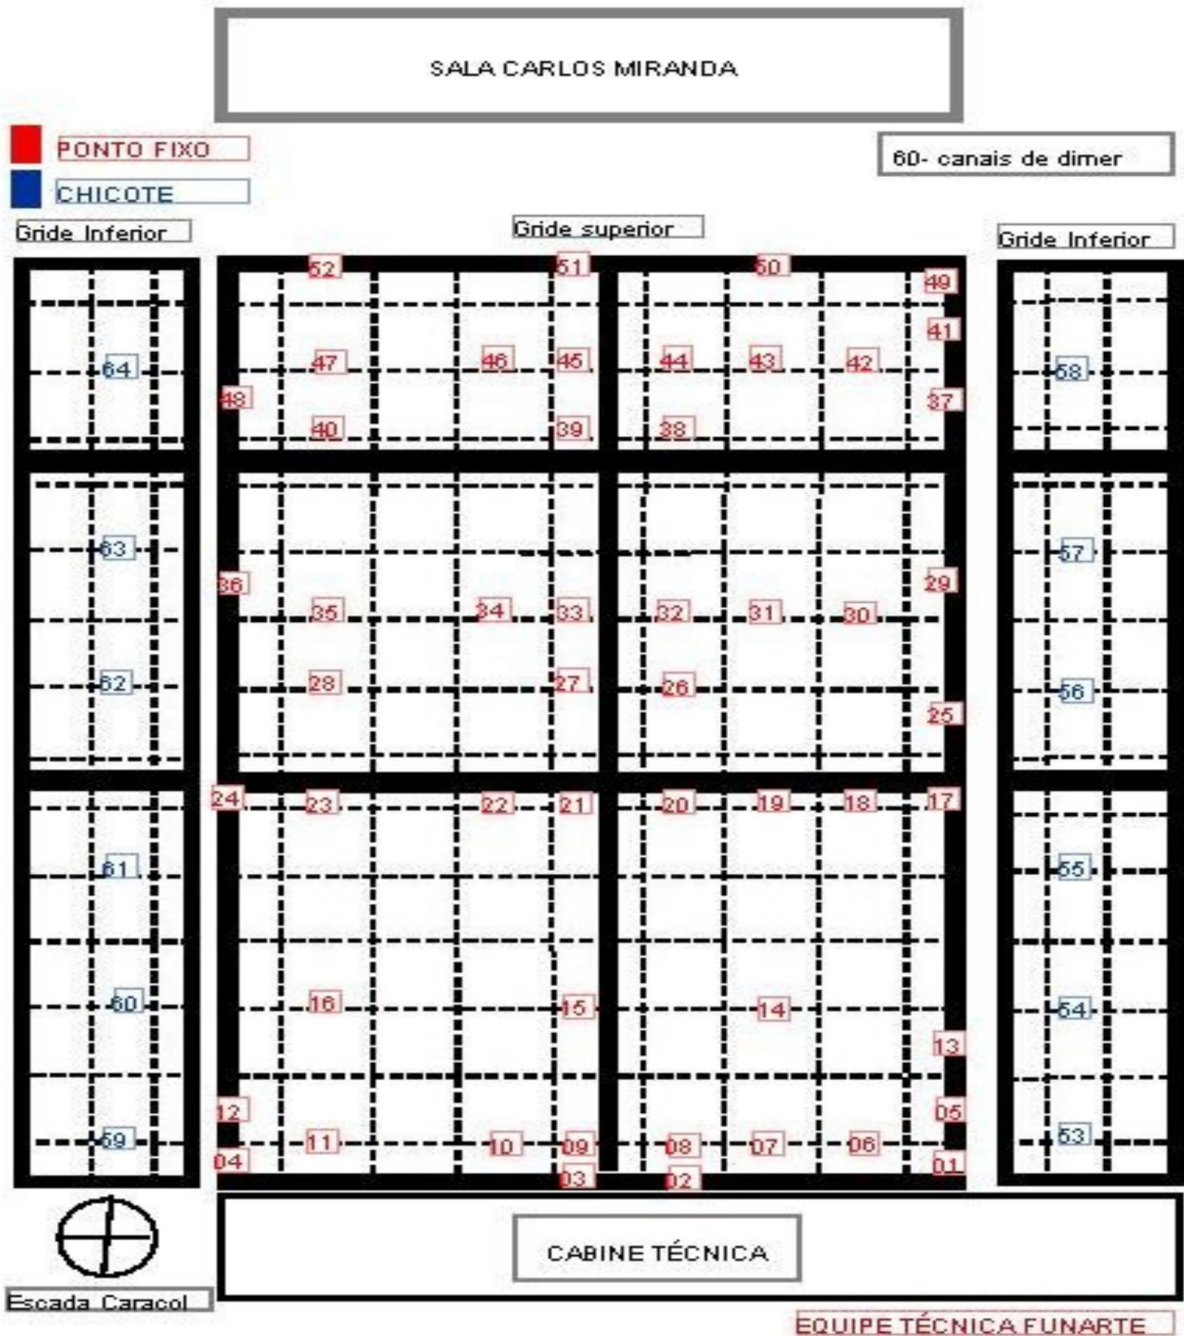 SALA CARLOS MIRANDA
PONTO FIXO
60- canais de dimer
CHICOTE
Gride Inferior
Gride superior
Gride Inferior
52 51 50 49
41
64 47 46 45 44 43 42 58
48 37
40 39 38
63 57
36 29
35 34 33 32 31 30
62 28 27 26 56
25
24 23 22 21 20 19 18 17
61 55
60 16 15 14 54
13
12 05
59 11 10 09 08 07 06 53
04 01
03 02
CABINE TÉCNICA
Escada Caracol
EQUIPE TÉCNICA FUNARTE